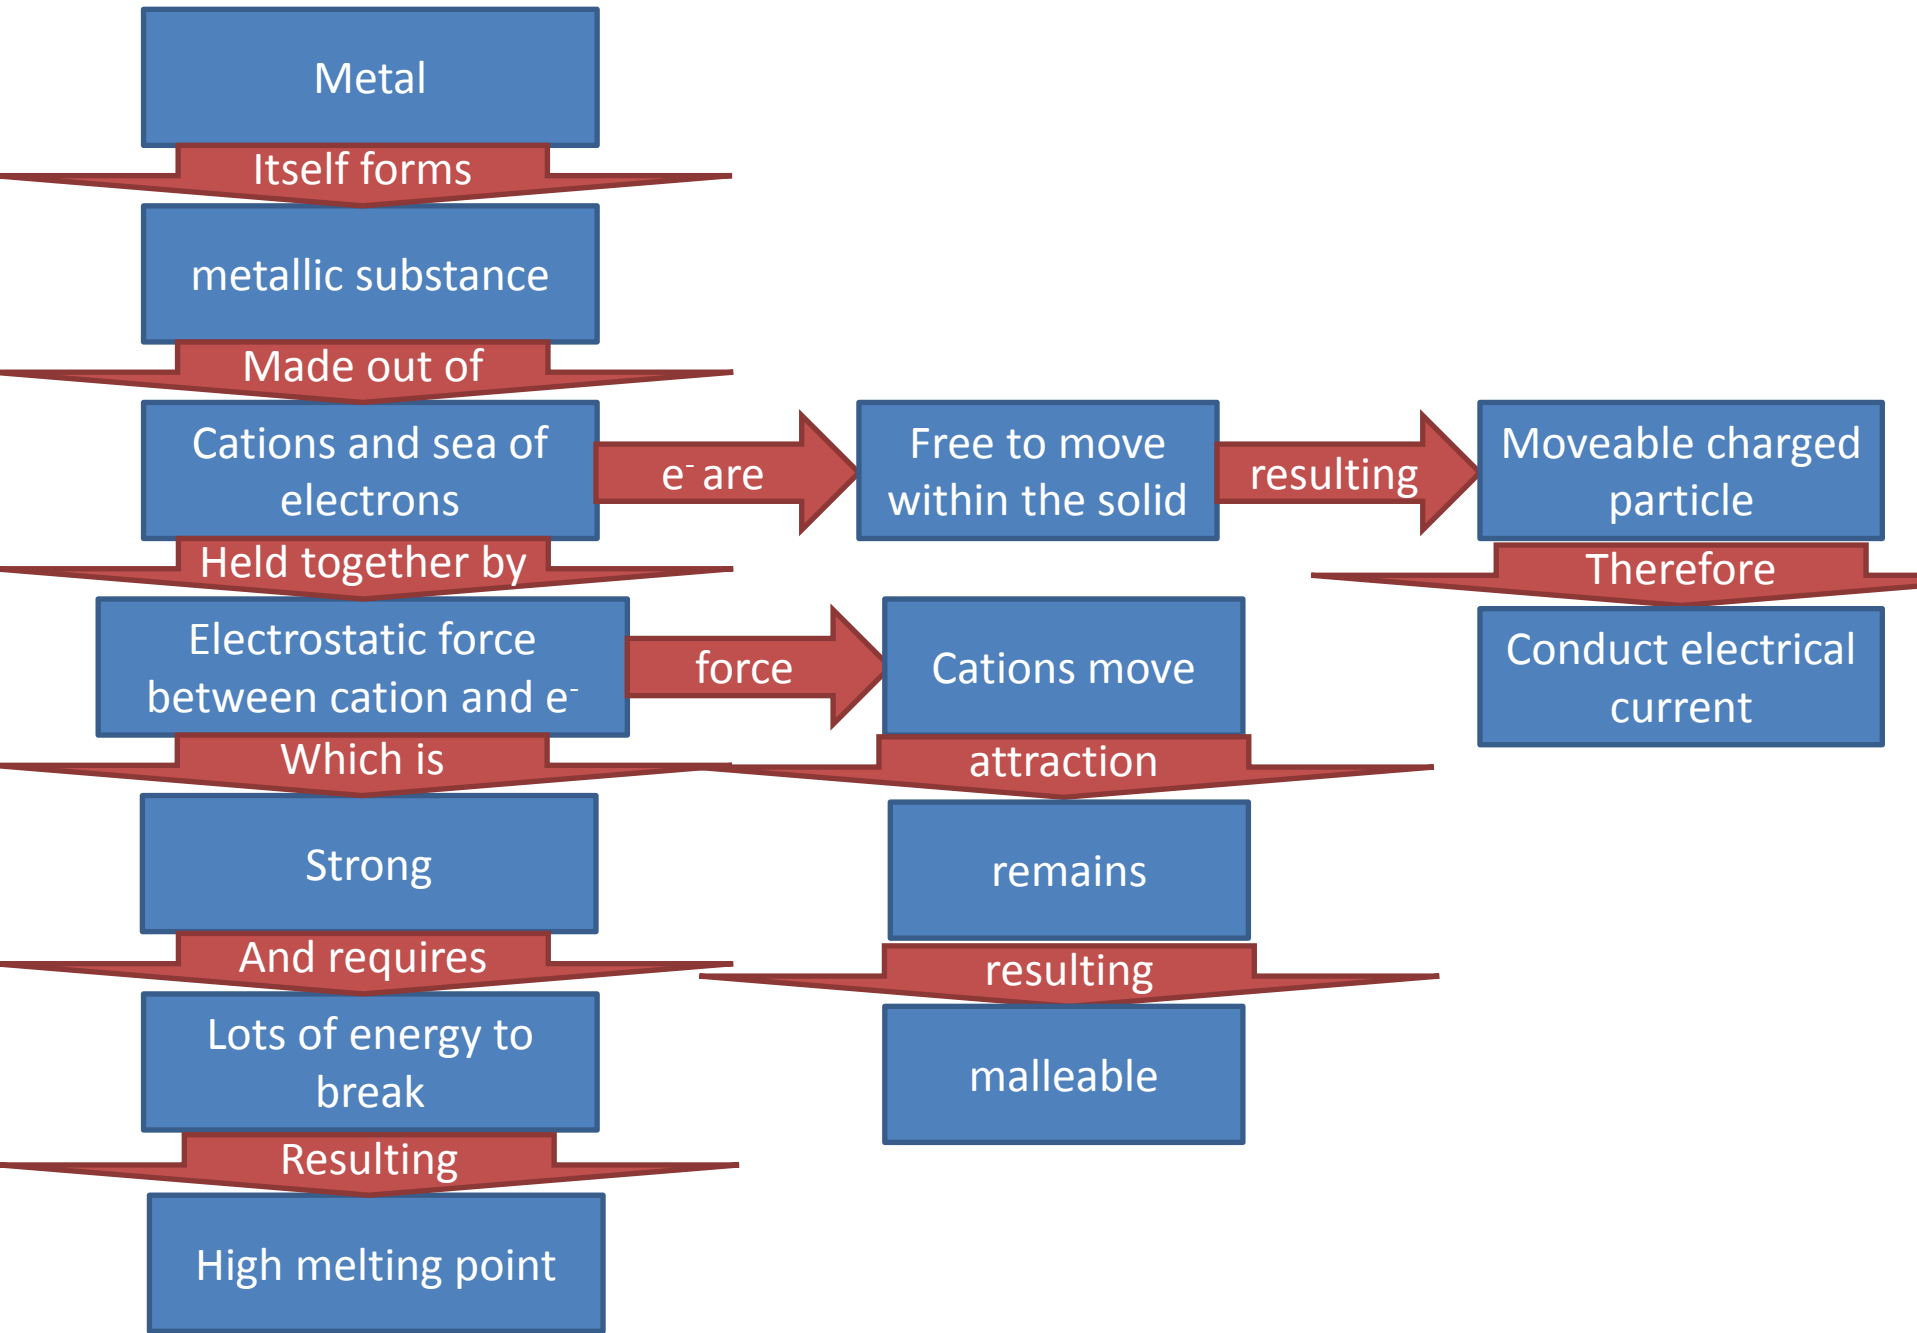 Metal
Itself forms
metallic substance
Made out of
Cations and sea of
electrons
e⁻ are
Free to move
within the solid
resulting
Moveable charged
particle
Held together by
Therefore
Electrostatic force
between cation and e⁻
force
Cations move
Conduct electrical
current
Which is
attraction
Strong
remains
And requires
resulting
Lots of energy to
break
malleable
Resulting
High melting point